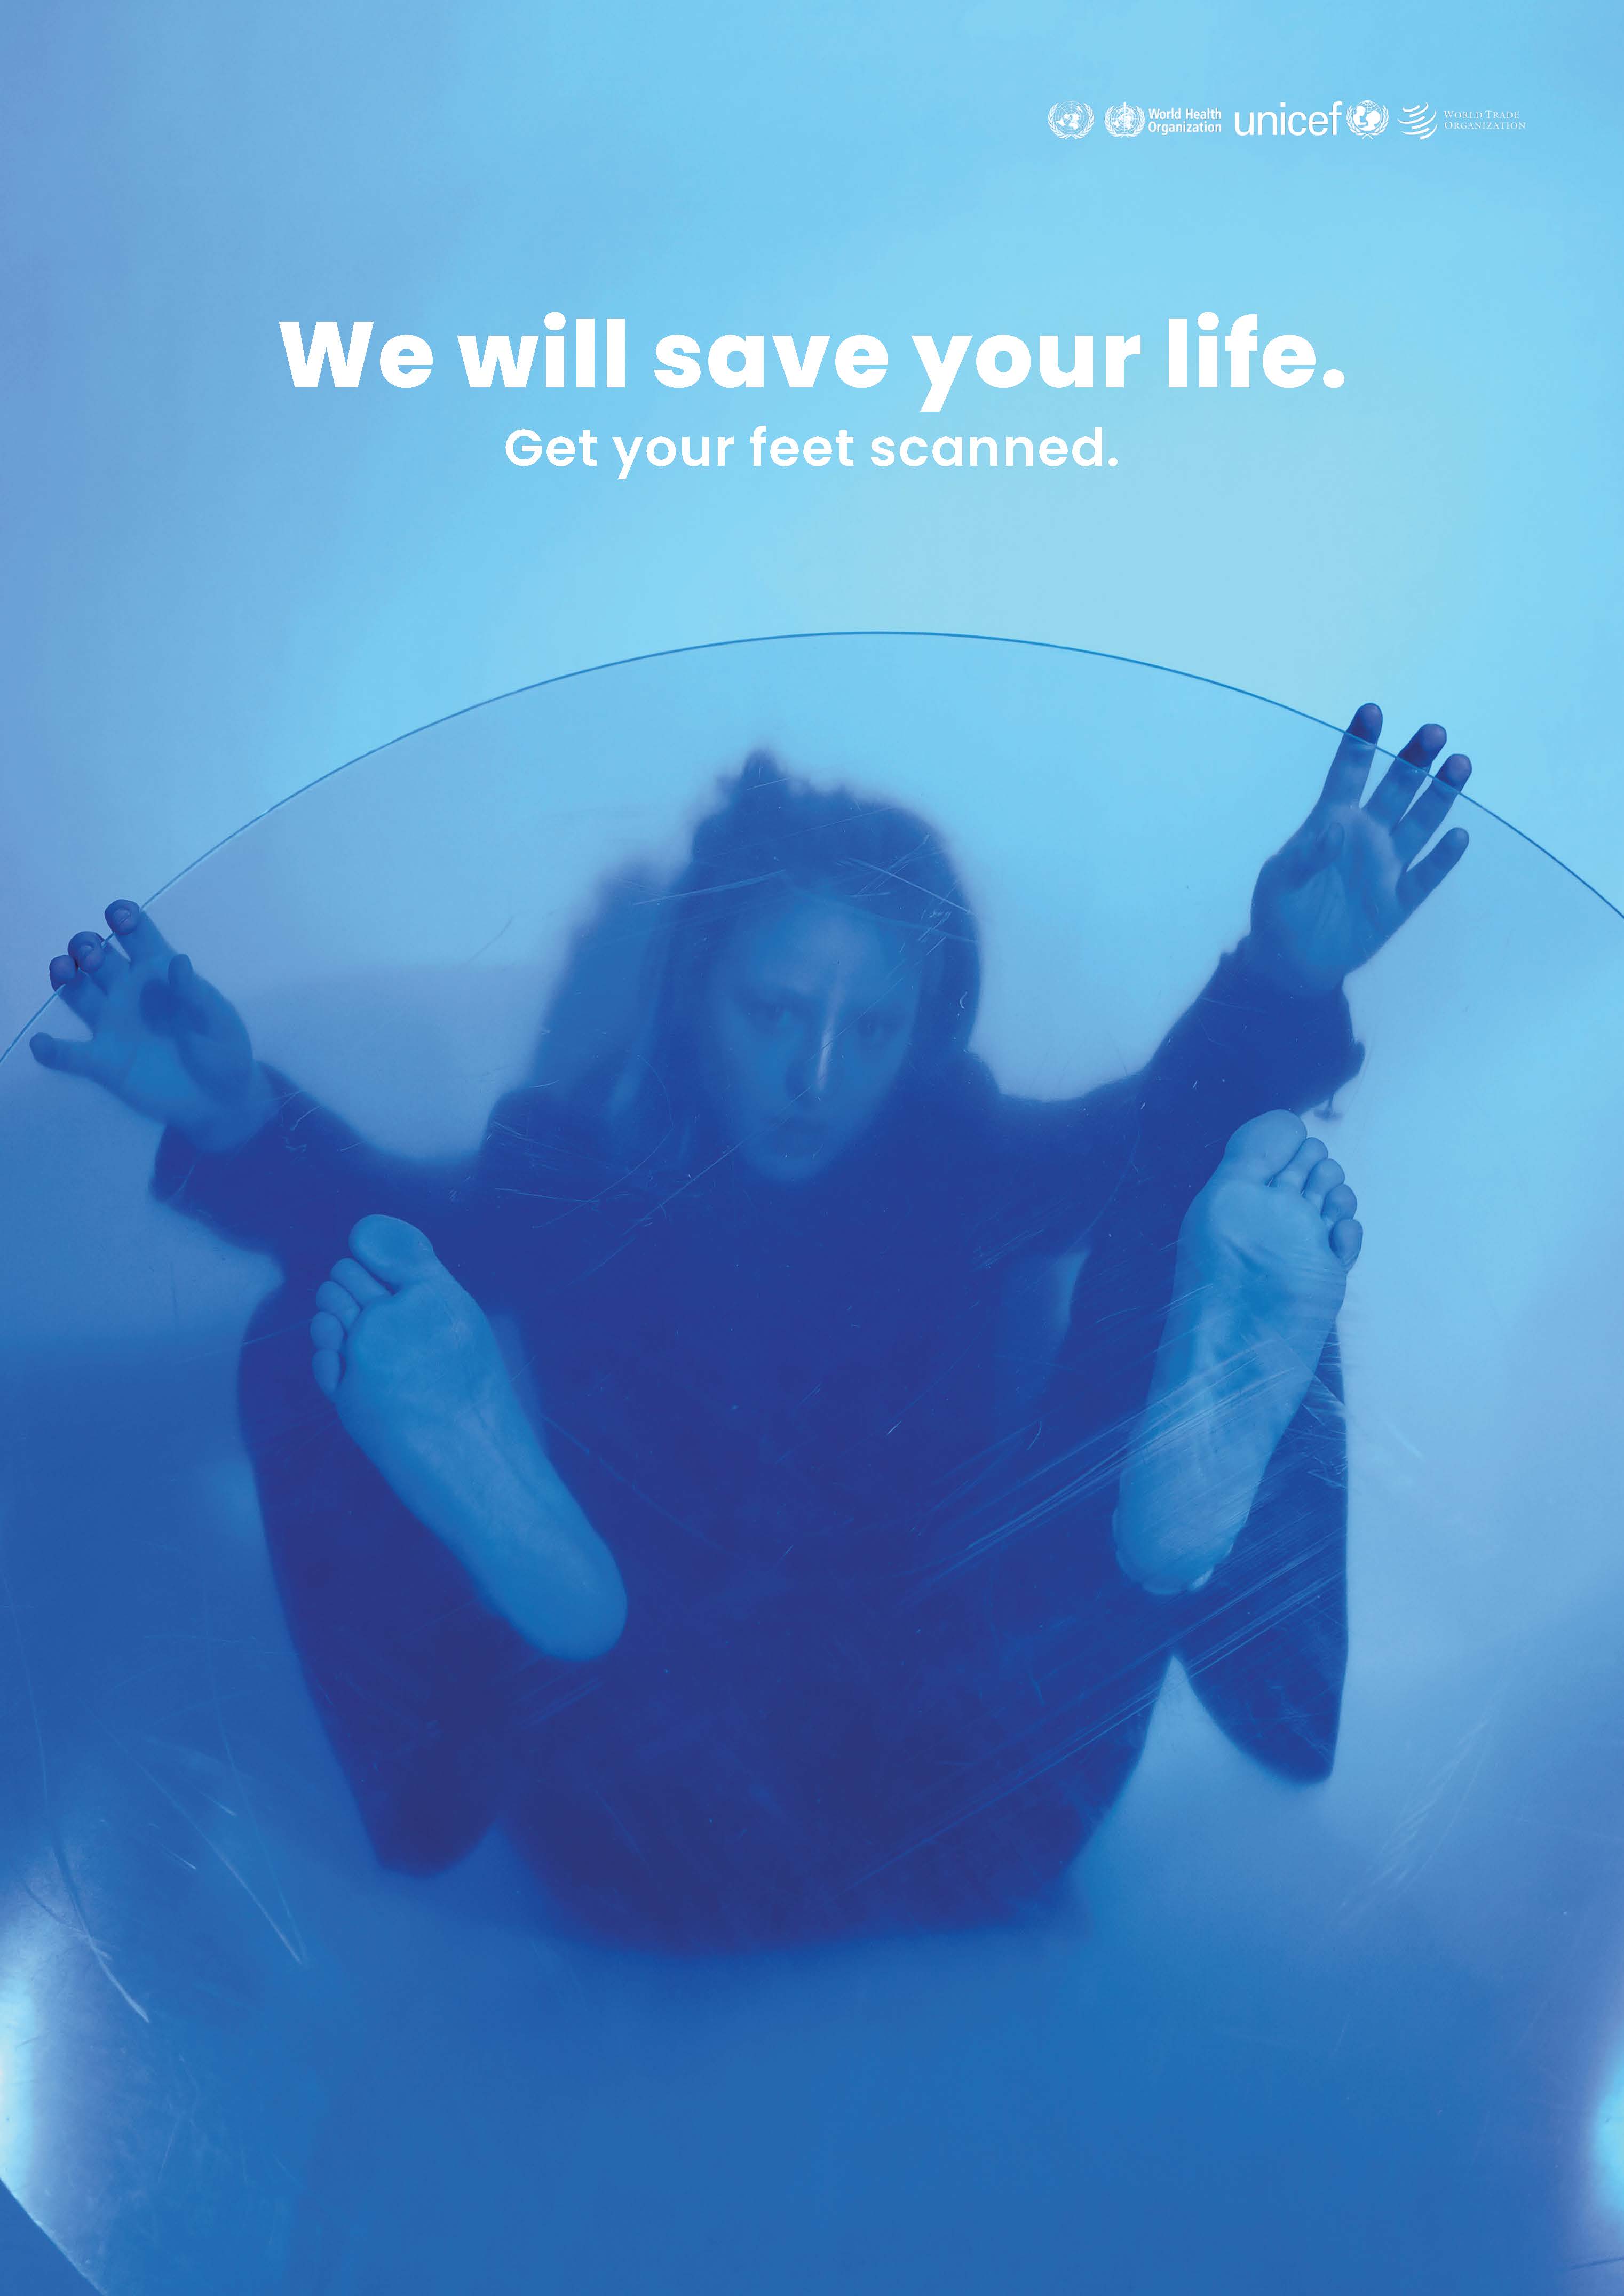 World Health
Organization
unicef
WORLD TRADE
ORGANIZATION
We will save your life.
Get your feet scanned.